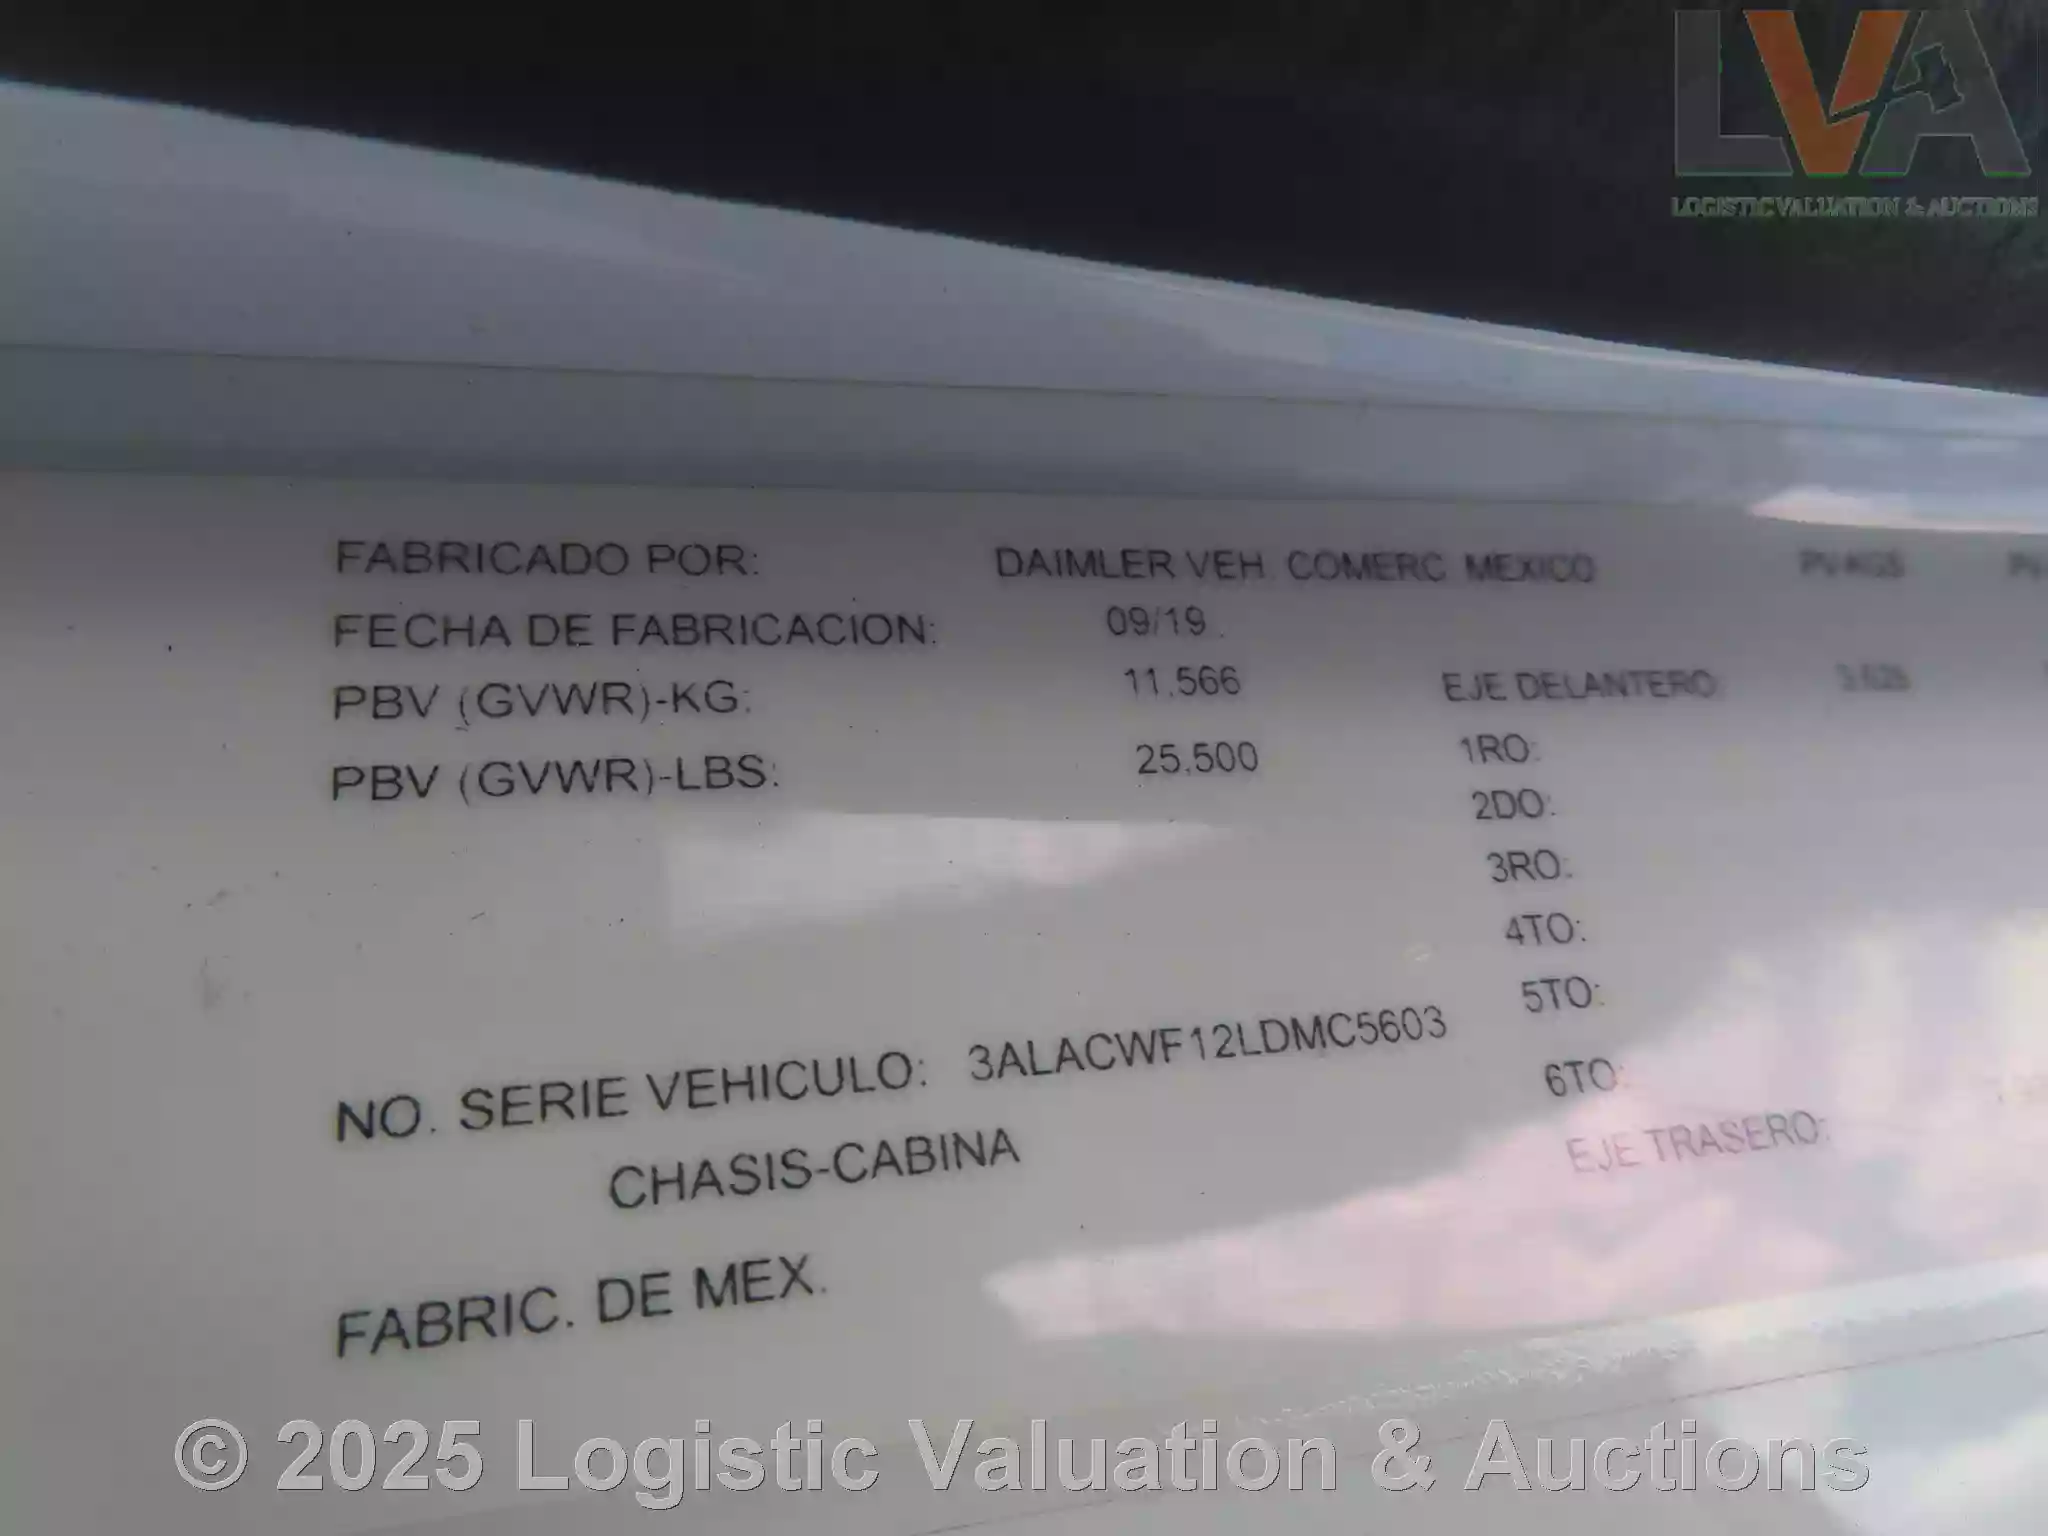 LVA
LOGISTIC VALUATION & AUCTIONS
FABRICADO POR: DAIMLER VEH. COMERC MEXICO PV-KGS
FECHA DE FABRICACION: 09/19
PBV (GVWR)-KG: 11,566 EJE DELANTERO:
PBV (GVWR)-LBS: 25,500 1RO:
2DO:
3RO:
4TO:
5TO:
NO. SERIE VEHICULO: 3ALACWF12LDMC5603
6TO:
CHASIS-CABINA EJE TRASERO:
FABRIC. DE MEX.
© 2025 Logistic Valuation & Auctions